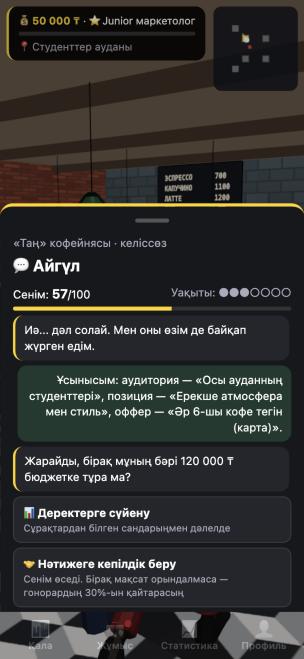 💰 50 000 ₸ · ⭐ Junior маркетолог
📍 Студенттер ауданы
ЭСПРЕССО 700
КАПУЧИНО 1100
ЛАТТЕ 1200
«Таң» кофейнясы · келіссөз
💬 Айгүл
Сенім: 57/100
Уақыты: ●●●○○○○
Иә... дәл солай. Мен оны өзім де байқап
жүрген едім.
Ұсынысым: аудитория — «Осы ауданның
студенттері», позиция — «Ерекше атмосфера
мен стиль», оффер — «Әр 6-шы кофе тегін
(карта)».
Жарайды, бірақ мұның бәрі 120 000 ₸
бюджетке тұра ма?
📊 Деректерге сүйену
Сұрақтардан білген сандарыңмен дәлелде
🤝 Нәтижеге кепілдік беру
Сенім өседі. Бірақ мақсат орындалмаса —
гонорардың 30%-ын қайтарасың
Қала
Жұмыс
Статистика
Профиль